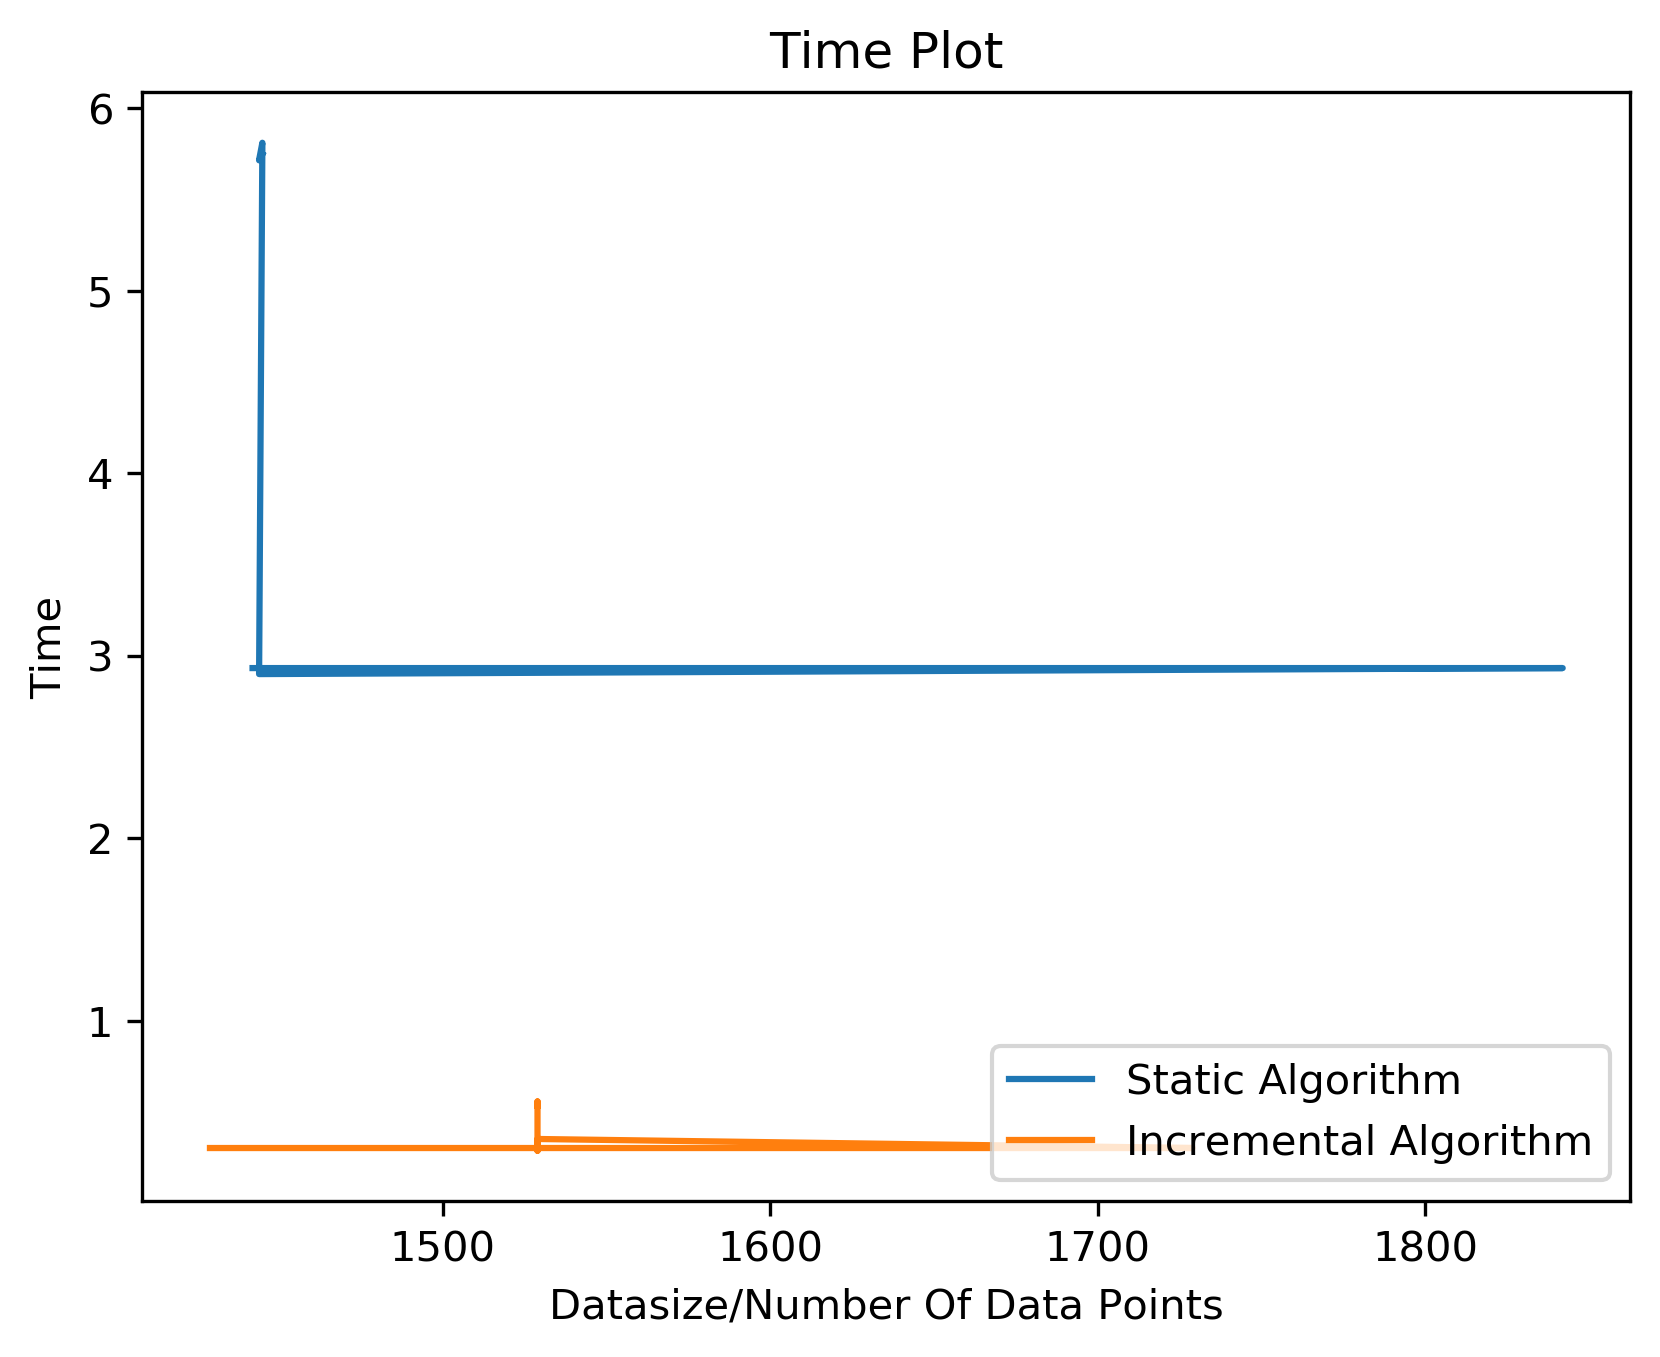 Time Plot
6
5
4
3
2
1
Time
Static Algorithm
Incremental Algorithm
1500 1600 1700 1800
Datasize/Number Of Data Points